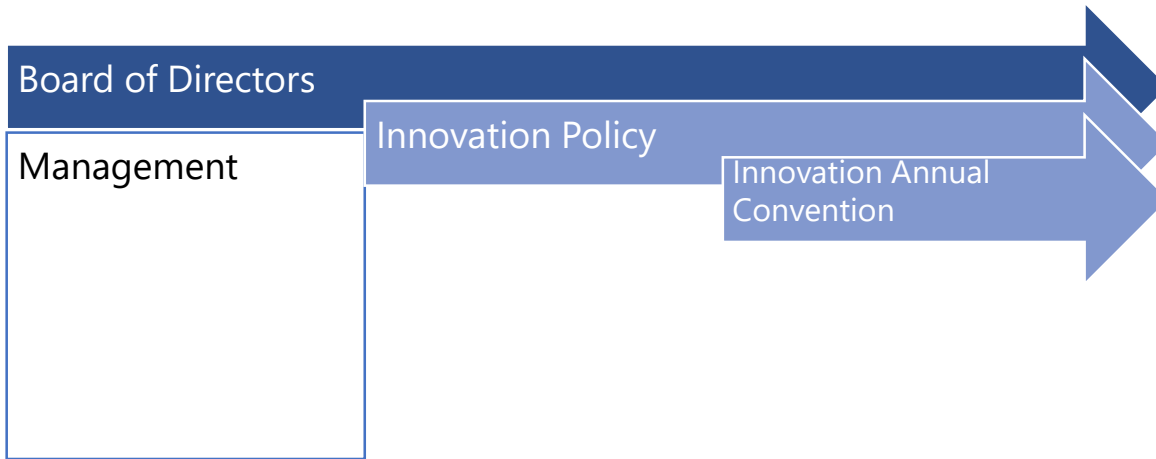 Board of Directors
Innovation Policy
Management
Innovation Annual
Convention